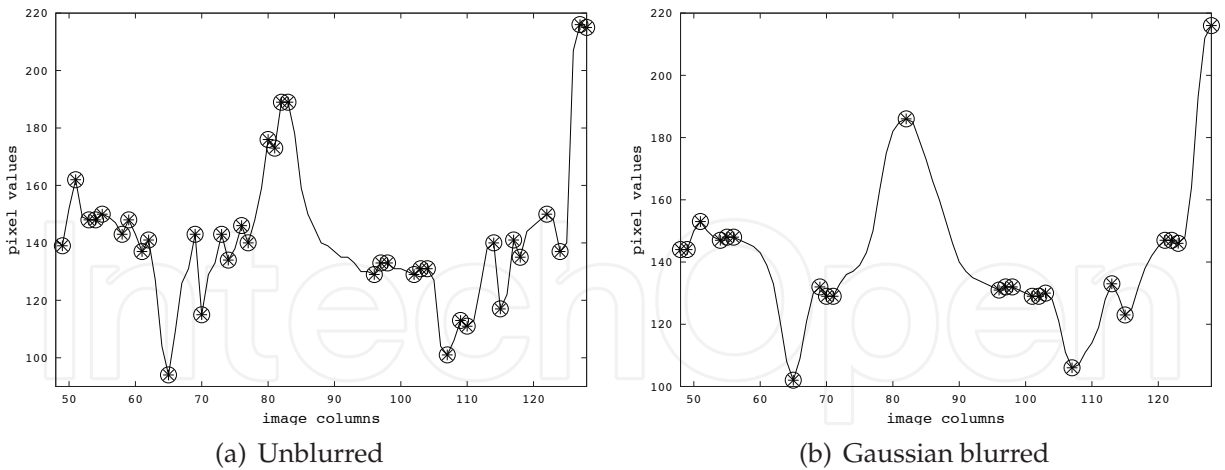 220
200
180
160
140
120
100
50 60 70 80 90 100 110 120
pixel values
image columns
(a) Unblurred
220
200
180
160
140
120
100
50 60 70 80 90 100 110 120
pixel values
image columns
(b) Gaussian blurred
IntechOpen